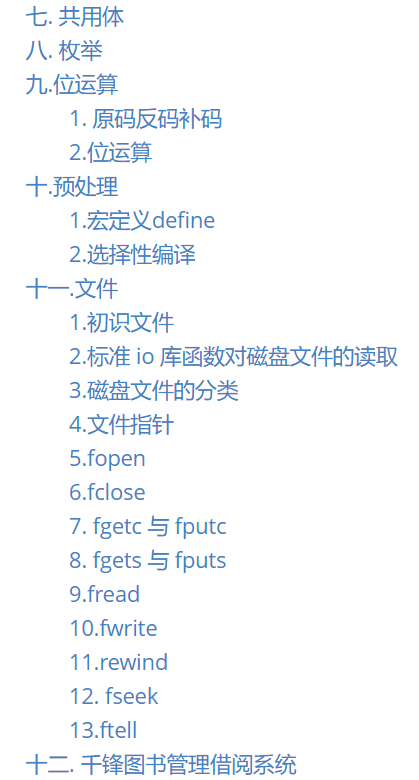 七. 共用体
八. 枚举
九.位运算
1. 原码反码补码
2.位运算
十.预处理
1.宏定义define
2.选择性编译
十一.文件
1.初识文件
2.标准 io 库函数对磁盘文件的读取
3.磁盘文件的分类
4.文件指针
5.fopen
6.fclose
7. fgetc 与 fputc
8. fgets 与 fputs
9.fread
10.fwrite
11.rewind
12. fseek
13.ftell
十二. 千锋图书管理借阅系统